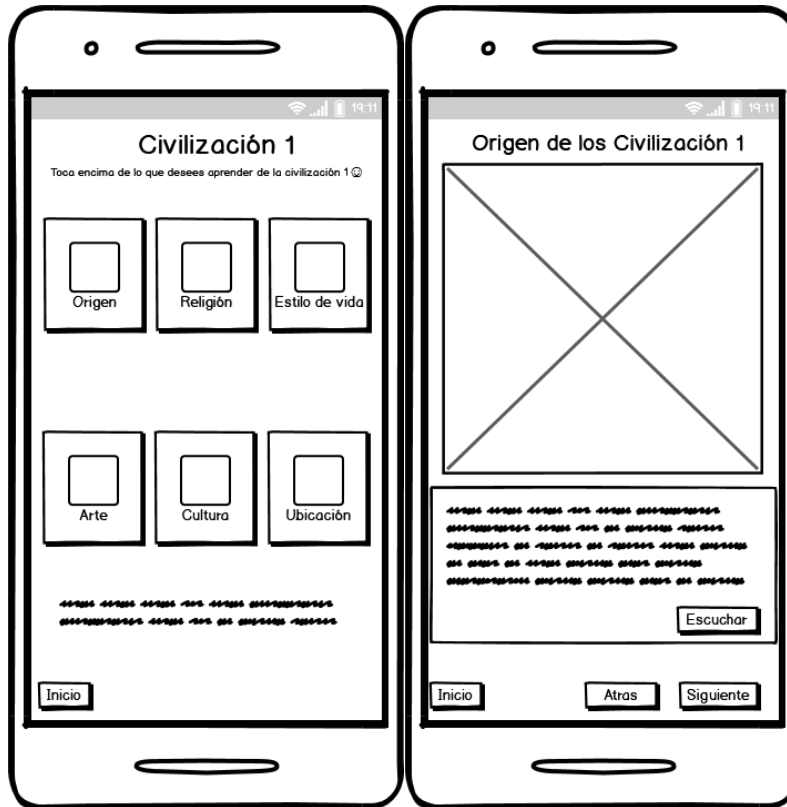 19:11
Civilización 1
Toca encima de lo que desees aprender de la civilización 1☺
Origen
Religión
Estilo de vida
Arte
Cultura
Ubicación
Inicio
19:11
Origen de los Civilización 1
Escuchar
Inicio
Atras
Siguiente